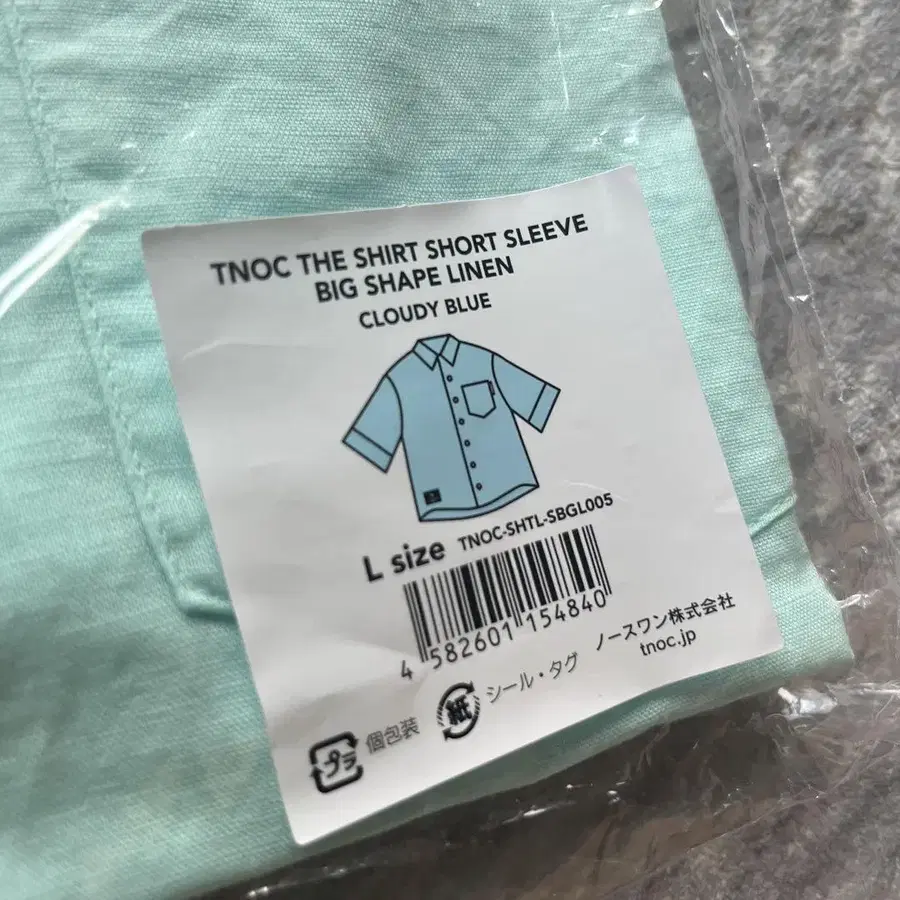 TNOC THE SHIRT SHORT SLEEVE
BIG SHAPE LINEN
CLOUDY BLUE
L size TNOC-SHTL-SBGL005
4 582601 154840
プラ 個包装 紙 シール・タグ ノースワン株式会社
tnoc.jp